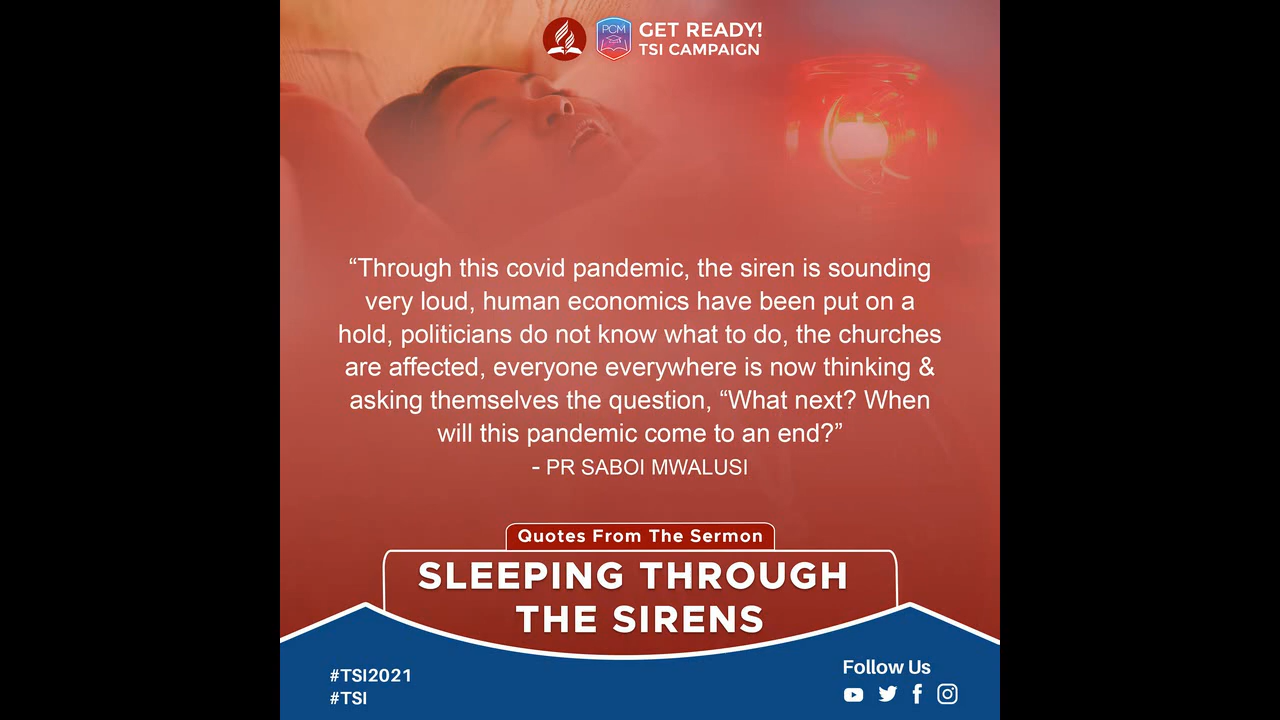 PCM
GET READY!
TSI CAMPAIGN
“Through this covid pandemic, the siren is sounding
very loud, human economics have been put on a
hold, politicians do not know what to do, the churches
are affected, everyone everywhere is now thinking &
asking themselves the question, “What next? When
will this pandemic come to an end?”
- PR SABOI MWALUSI
Quotes From The Sermon
SLEEPING THROUGH
THE SIRENS
#TSI2021
#TSI
Follow Us